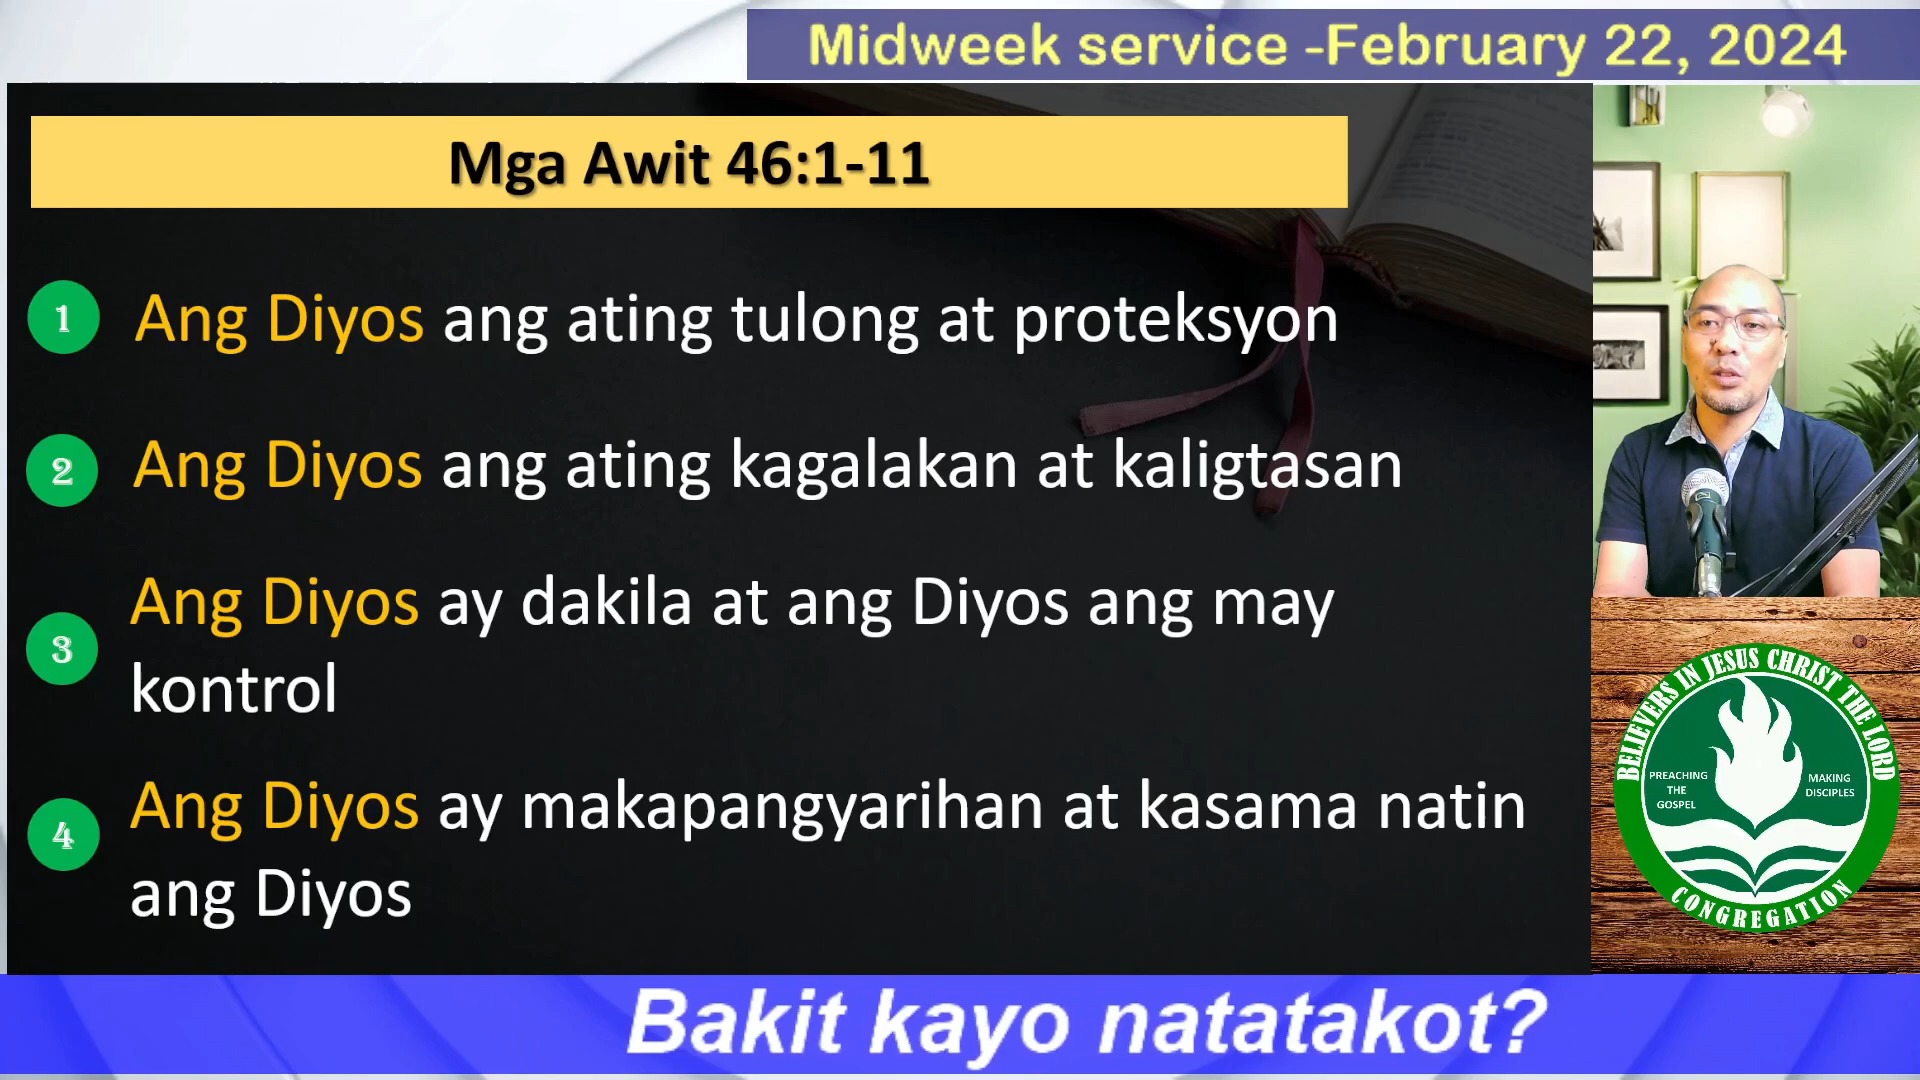 Midweek service -February 22, 2024
Mga Awit 46:1-11
1 Ang Diyos ang ating tulong at proteksyon
2 Ang Diyos ang ating kagalakan at kaligtasan
3 Ang Diyos ay dakila at ang Diyos ang may
kontrol
4 Ang Diyos ay makapangyarihan at kasama natin
ang Diyos
BELIEVERS IN JESUS CHRIST THE LORD
PREACHING
THE
GOSPEL
MAKING
DISCIPLES
CONGREGATION
Bakit kayo natatakot?